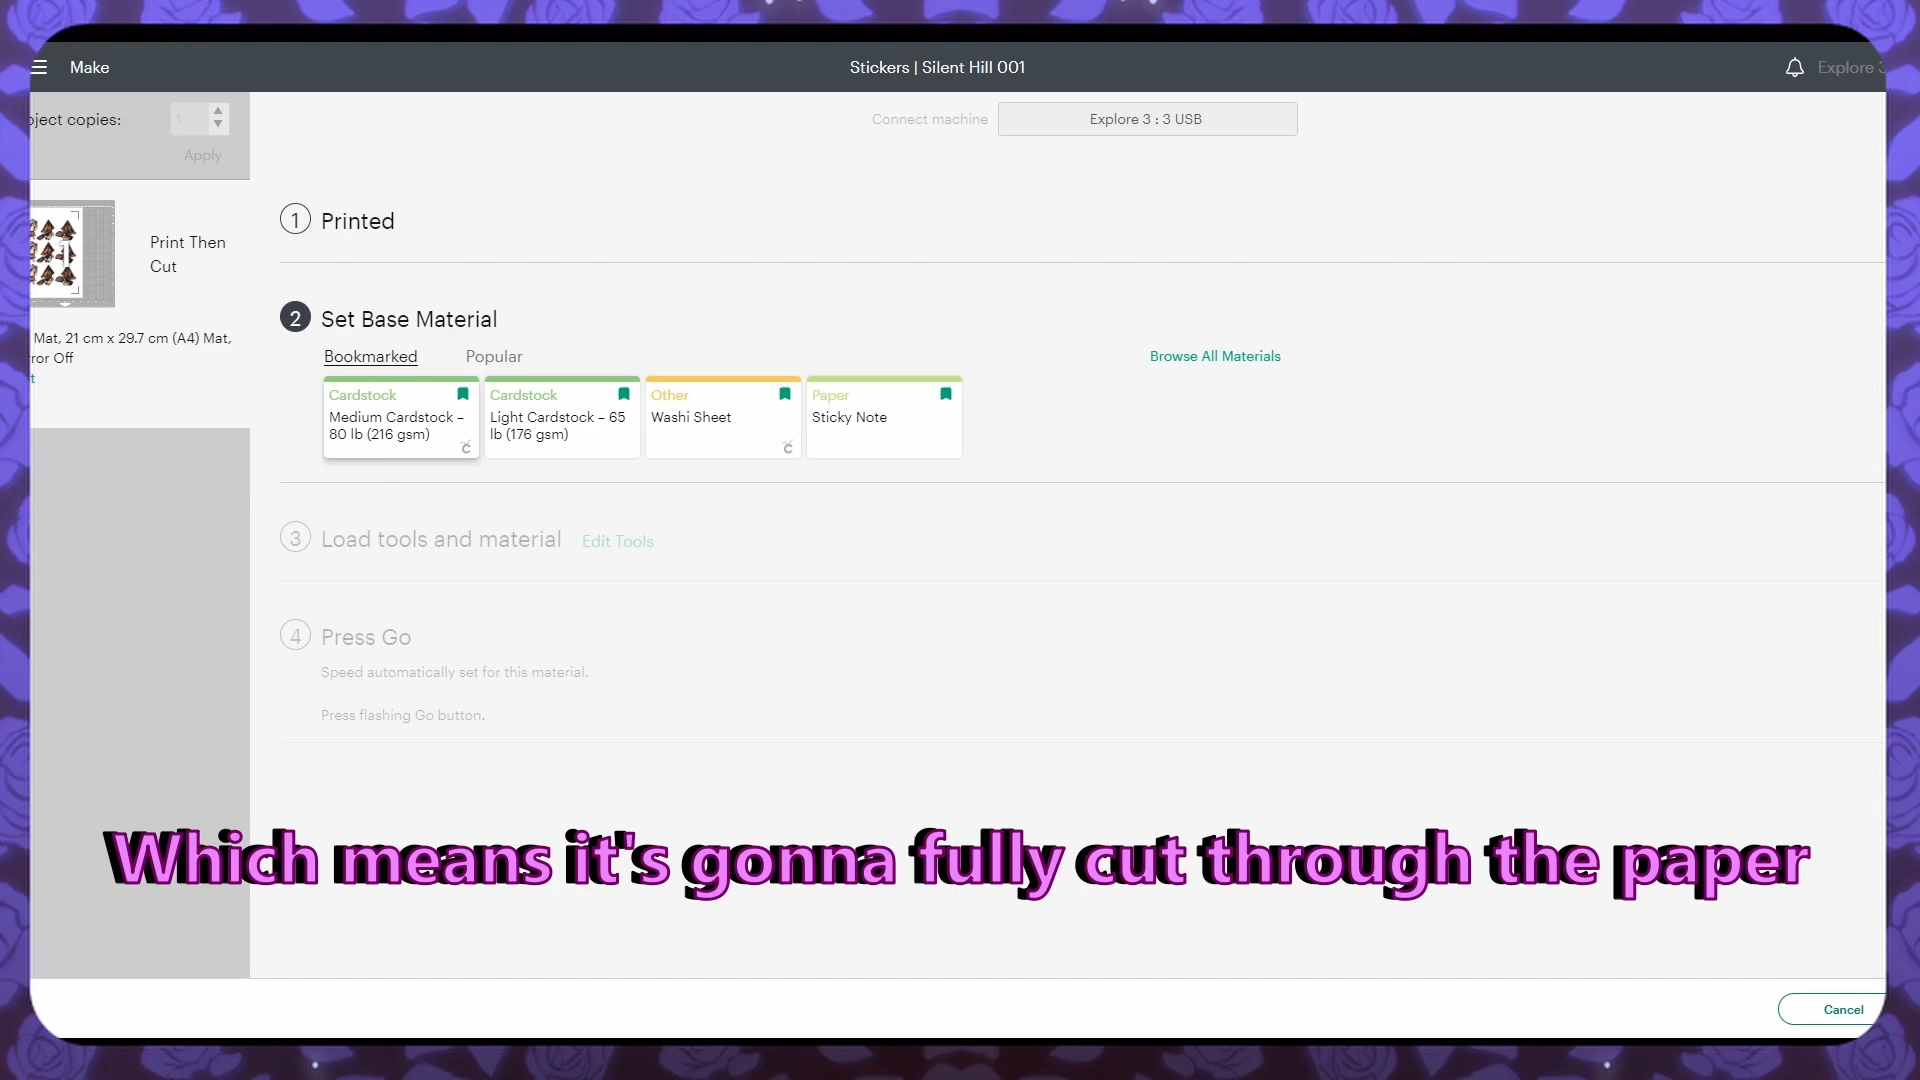 Make
Stickers | Silent Hill 001
Explore 3
oject copies:
1
Apply
Connect machine
Explore 3 : 3 USB
Print Then
Cut
1
Mat, 21 cm x 29.7 cm (A4) Mat,
ror Off
t
1 Printed
2 Set Base Material
Bookmarked
Popular
Browse All Materials
Cardstock
Medium Cardstock –
80 lb (216 gsm)
Cardstock
Light Cardstock – 65
lb (176 gsm)
Other
Washi Sheet
Paper
Sticky Note
3 Load tools and material Edit Tools
4 Press Go
Speed automatically set for this material.
Press flashing Go button.
Which means it's gonna fully cut through the paper
Cancel